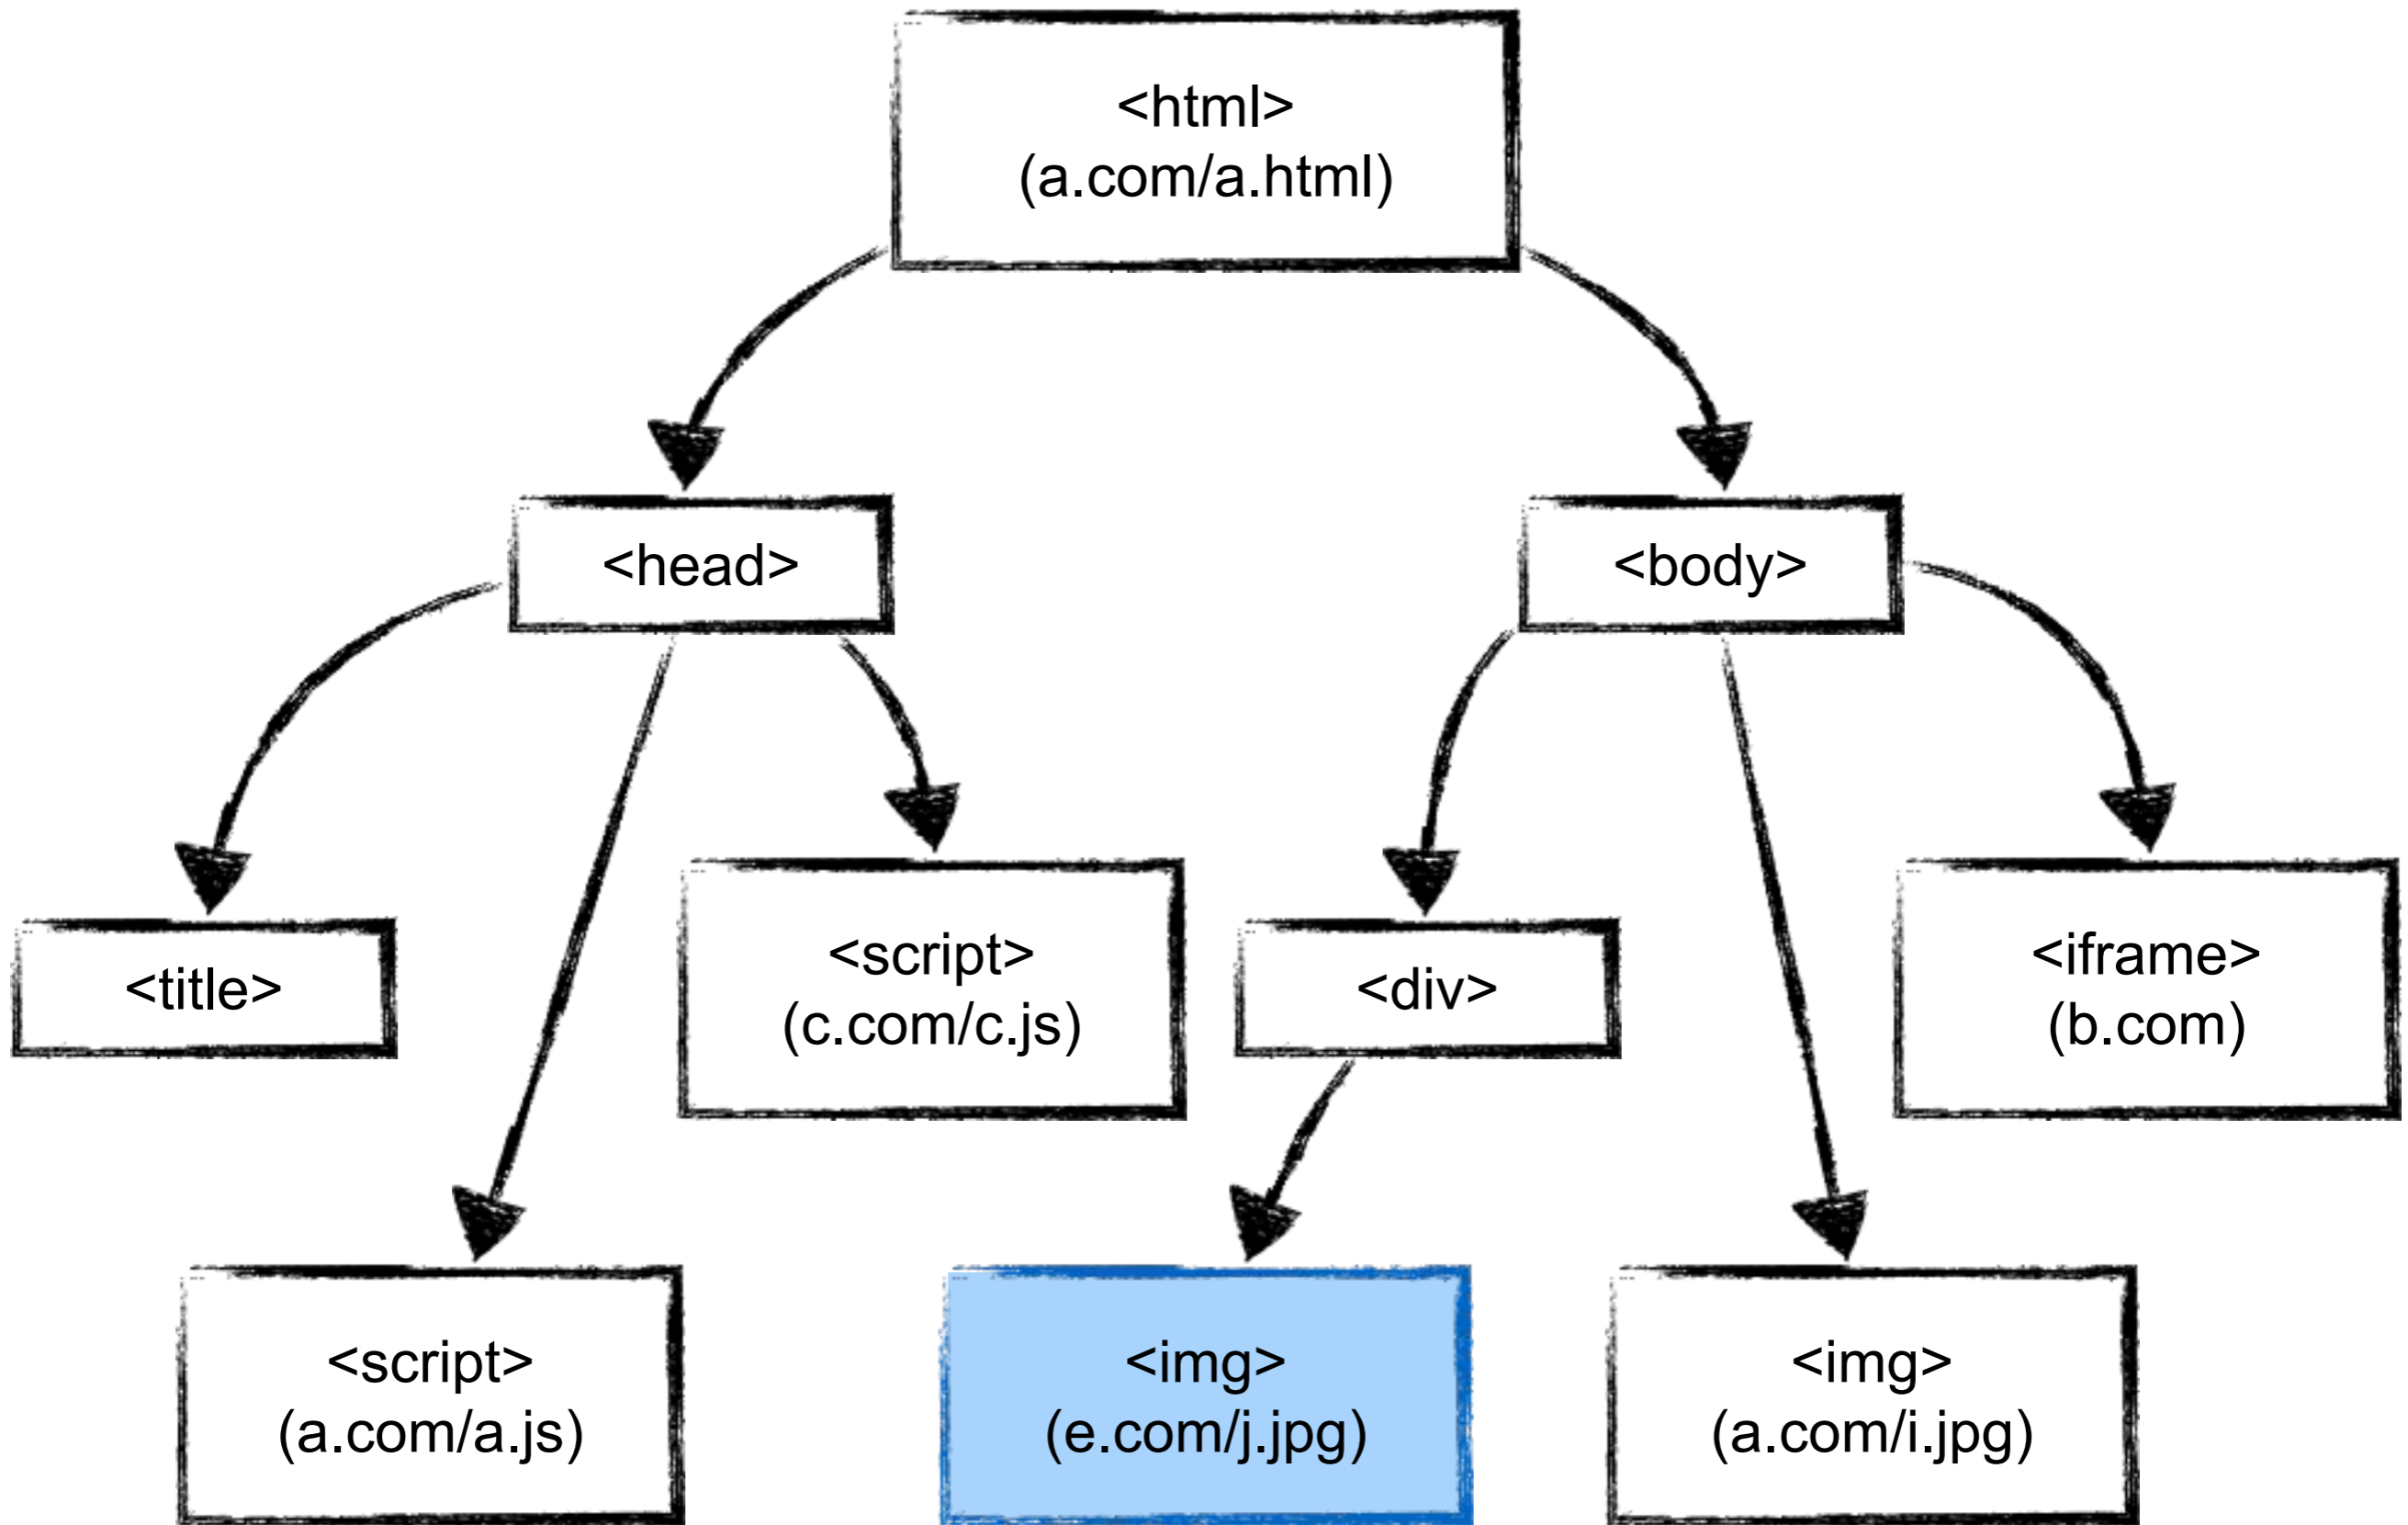 <html>
(a.com/a.html)
<head>
<body>
<title>
<script>
(c.com/c.js)
<div>
<iframe>
(b.com)
<script>
(a.com/a.js)
<img>
(e.com/j.jpg)
<img>
(a.com/i.jpg)